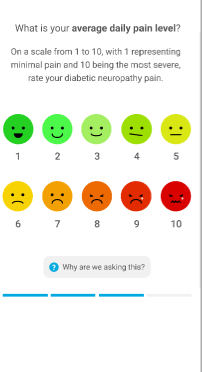 What is your average daily pain level?
On a scale from 1 to 10, with 1 representing
minimal pain and 10 being the most severe,
rate your diabetic neuropathy pain.
1 2 3 4 5
6 7 8 9 10
? Why are we asking this?